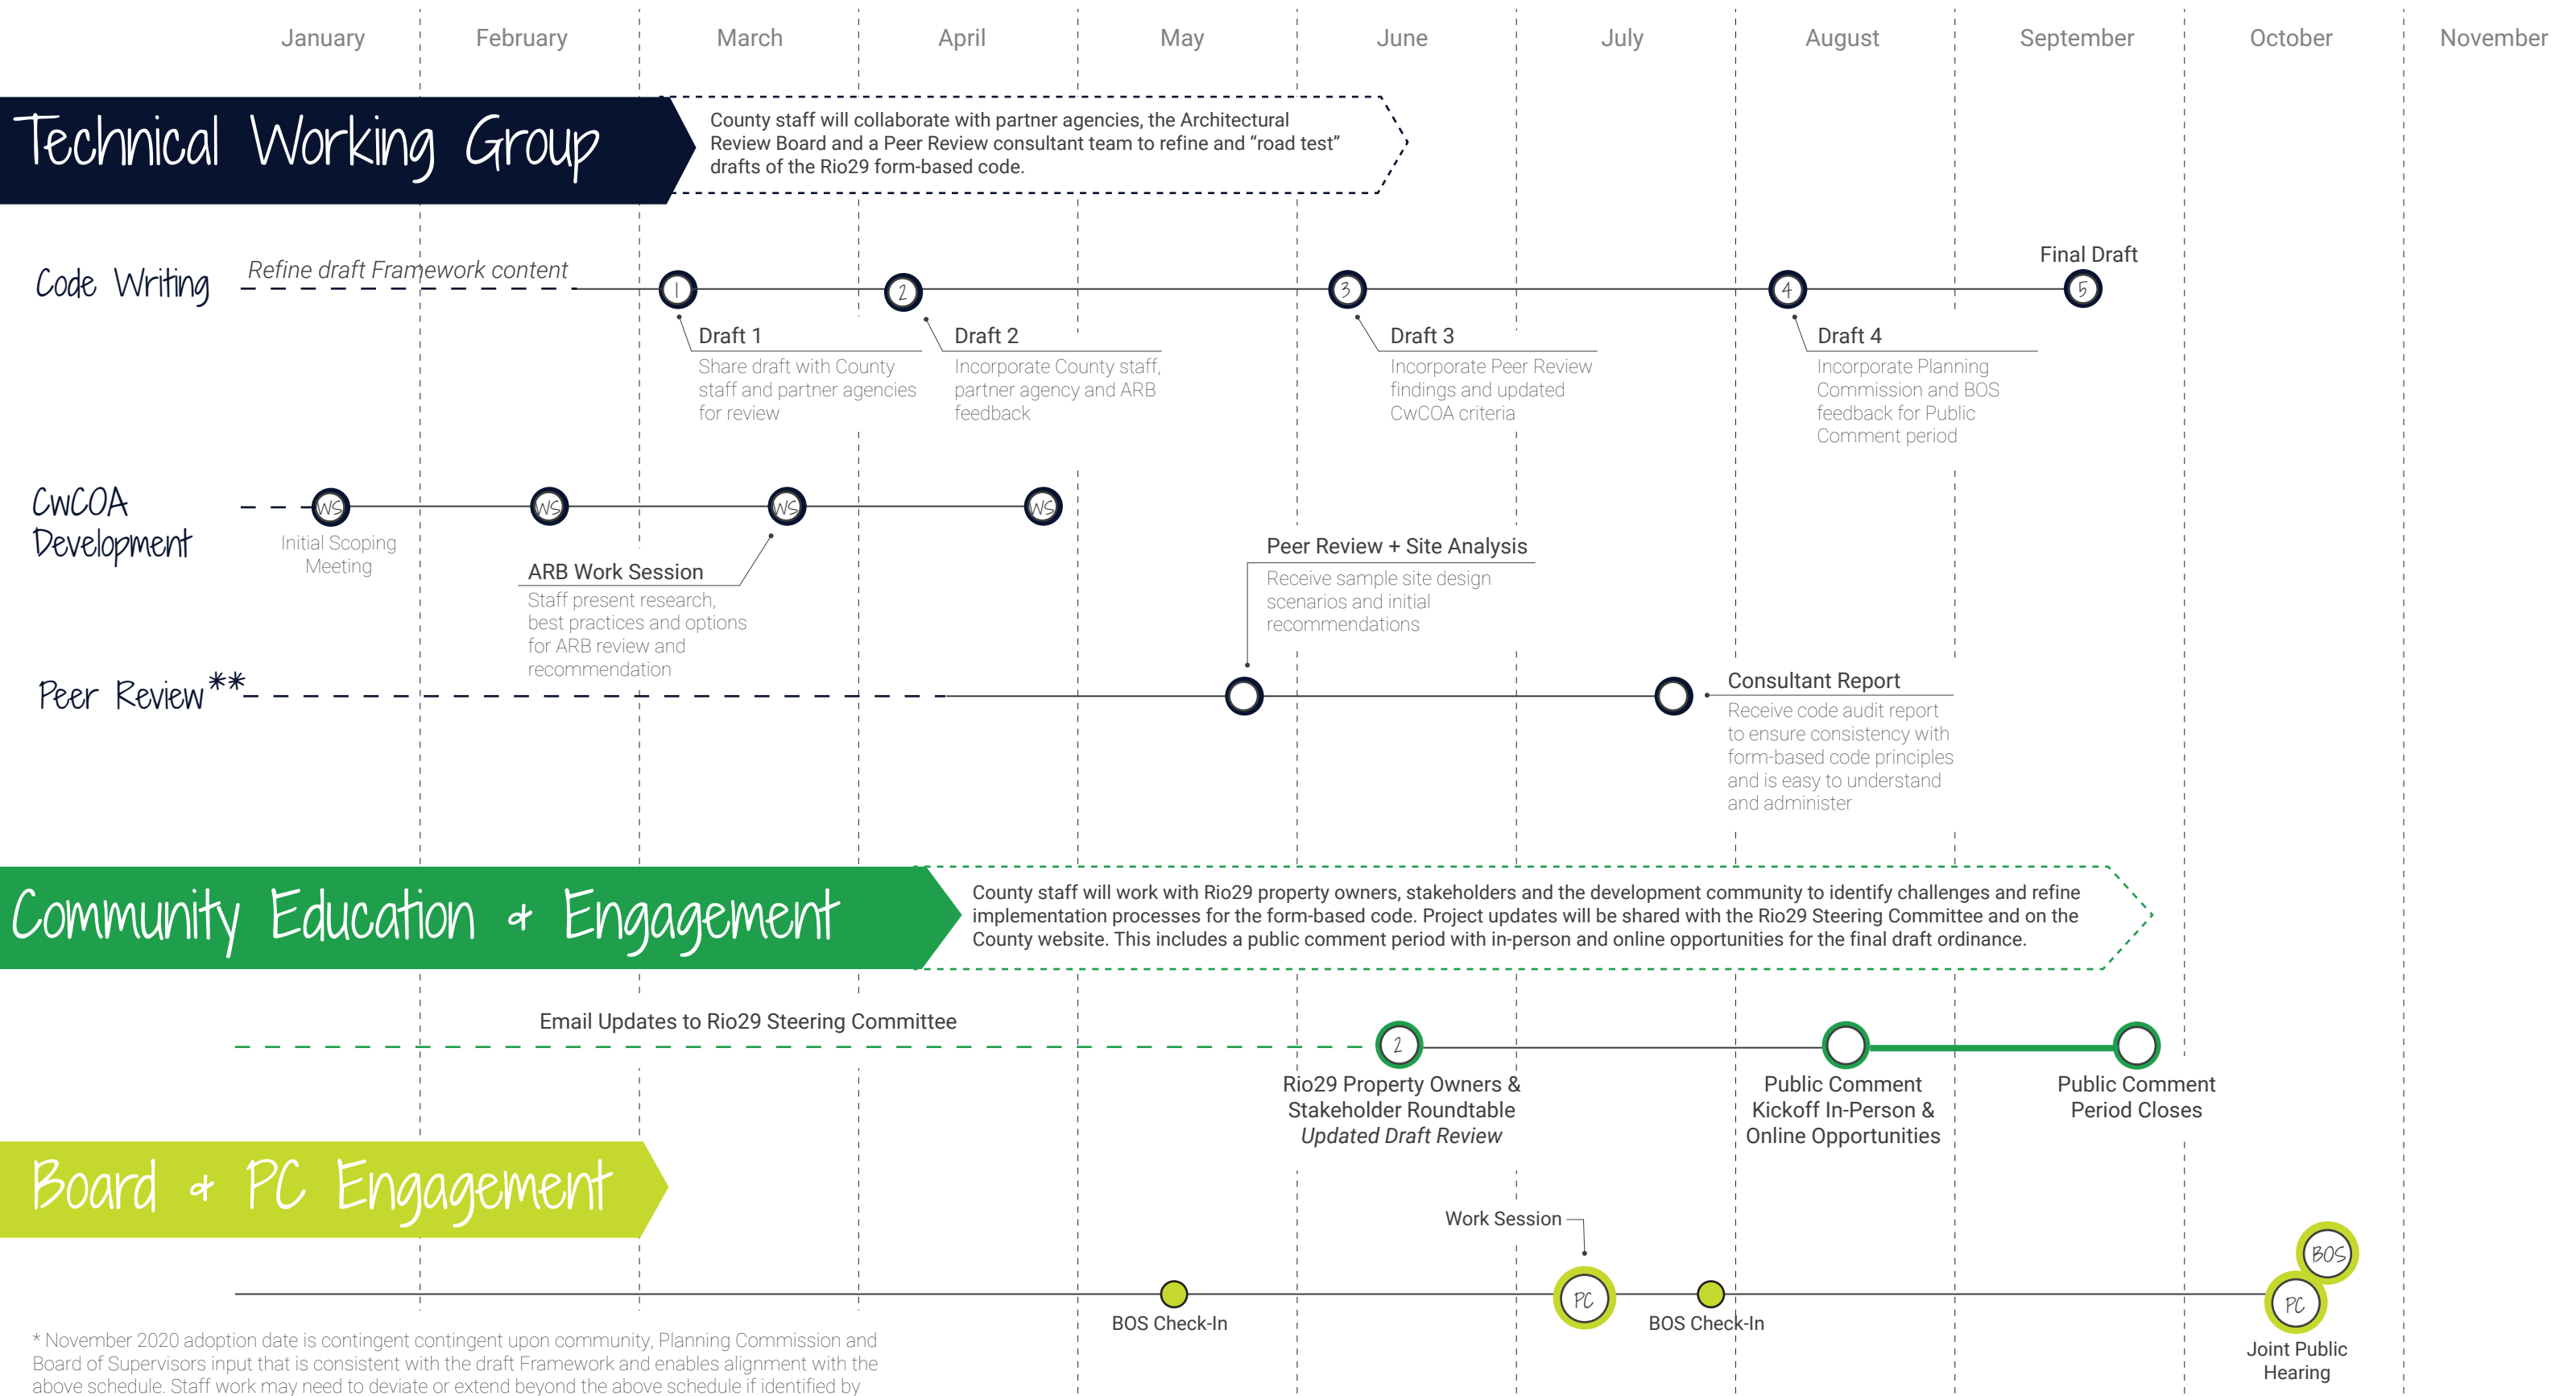 January February March April May June July August September October November
Technical Working Group
County staff will collaborate with partner agencies, the Architectural
Review Board and a Peer Review consultant team to refine and “road test”
drafts of the Rio29 form-based code.
Code Writing
Refine draft Framework content
1
2
3
4
Final Draft
5
Draft 1
Share draft with County
staff and partner agencies
for review
Draft 2
Incorporate County staff,
partner agency and ARB
feedback
Draft 3
Incorporate Peer Review
findings and updated
CwCOA criteria
Draft 4
Incorporate Planning
Commission and BOS
feedback for Public
Comment period
CwCOA
Development
WS
WS
WS
WS
Initial Scoping
Meeting
ARB Work Session
Staff present research,
best practices and options
for ARB review and
recommendation
Peer Review + Site Analysis
Receive sample site design
scenarios and initial
recommendations
Peer Review**
Consultant Report
Receive code audit report
to ensure consistency with
form-based code principles
and is easy to understand
and administer
Community Education & Engagement
County staff will work with Rio29 property owners, stakeholders and the development community to identify challenges and refine
implementation processes for the form-based code. Project updates will be shared with the Rio29 Steering Committee and on the
County website. This includes a public comment period with in-person and online opportunities for the final draft ordinance.
Email Updates to Rio29 Steering Committee
2
Rio29 Property Owners &
Stakeholder Roundtable
Updated Draft Review
Public Comment
Kickoff In-Person &
Online Opportunities
Public Comment
Period Closes
Board & PC Engagement
Work Session
BOS Check-In
PC
BOS Check-In
BOS
PC
Joint Public
Hearing
* November 2020 adoption date is contingent contingent upon community, Planning Commission and
Board of Supervisors input that is consistent with the draft Framework and enables alignment with the
above schedule. Staff work may need to deviate or extend beyond the above schedule if identified by